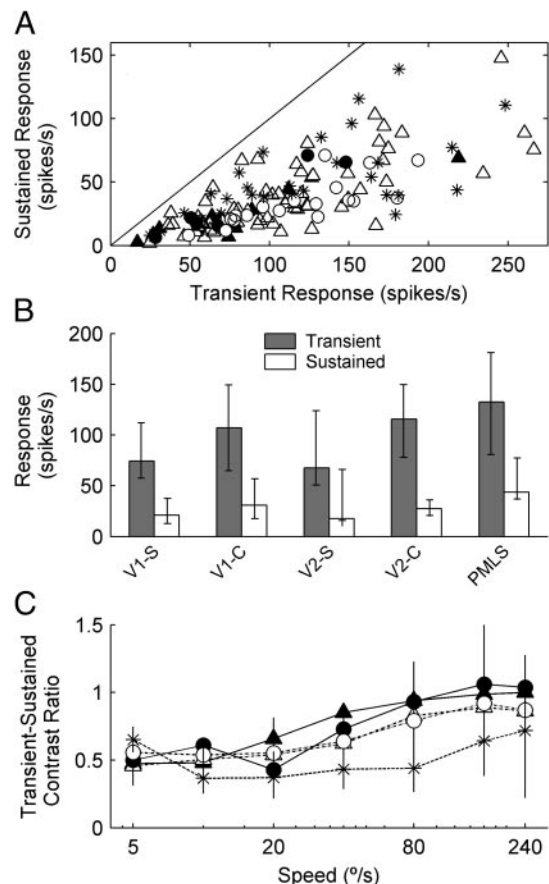 A
Sustained Response
(spikes/s)
150
100
50
0
0
50
100
150
200
250
Transient Response (spikes/s)
B
Response
(spikes/s)
200
150
100
50
0
Transient
Sustained
V1-S
V1-C
V2-S
V2-C
PMLS
C
Transient-Sustained
Contrast Ratio
1.5
1
0.5
0
5
20
80
240
Speed (º/s)